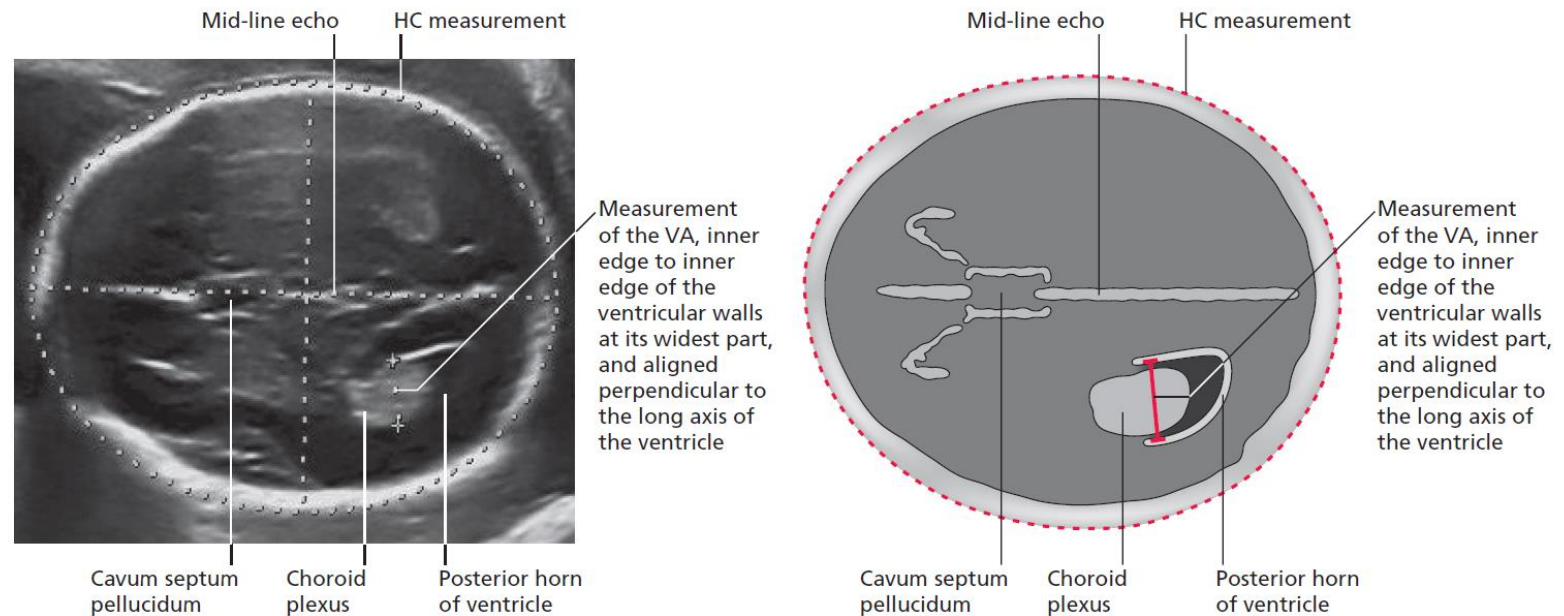 Mid-line echo
HC measurement
Measurement
of the VA, inner
edge to inner
edge of the
ventricular walls
at its widest part,
and aligned
perpendicular to
the long axis of
the ventricle
Cavum septum
pellucidum
Choroid
plexus
Posterior horn
of ventricle
Mid-line echo
HC measurement
Measurement
of the VA, inner
edge to inner
edge of the
ventricular walls
at its widest part,
and aligned
perpendicular to
the long axis of
the ventricle
Cavum septum
pellucidum
Choroid
plexus
Posterior horn
of ventricle